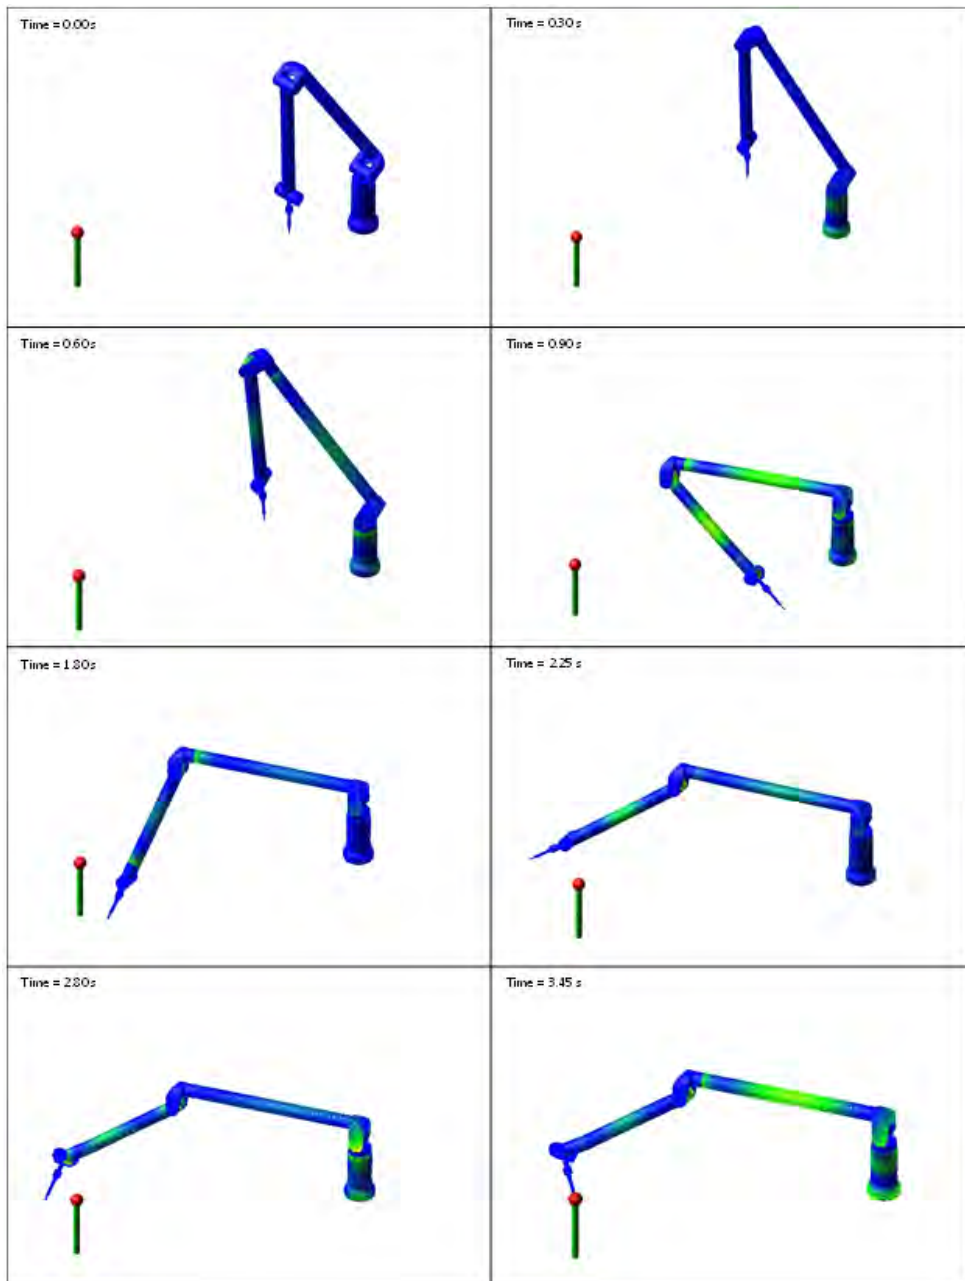 Time = 0.00s
Time = 0.30s
Time = 0.60s
Time = 0.90s
Time = 1.80s
Time = 2.25 s
Time = 2.80s
Time = 3.45 s